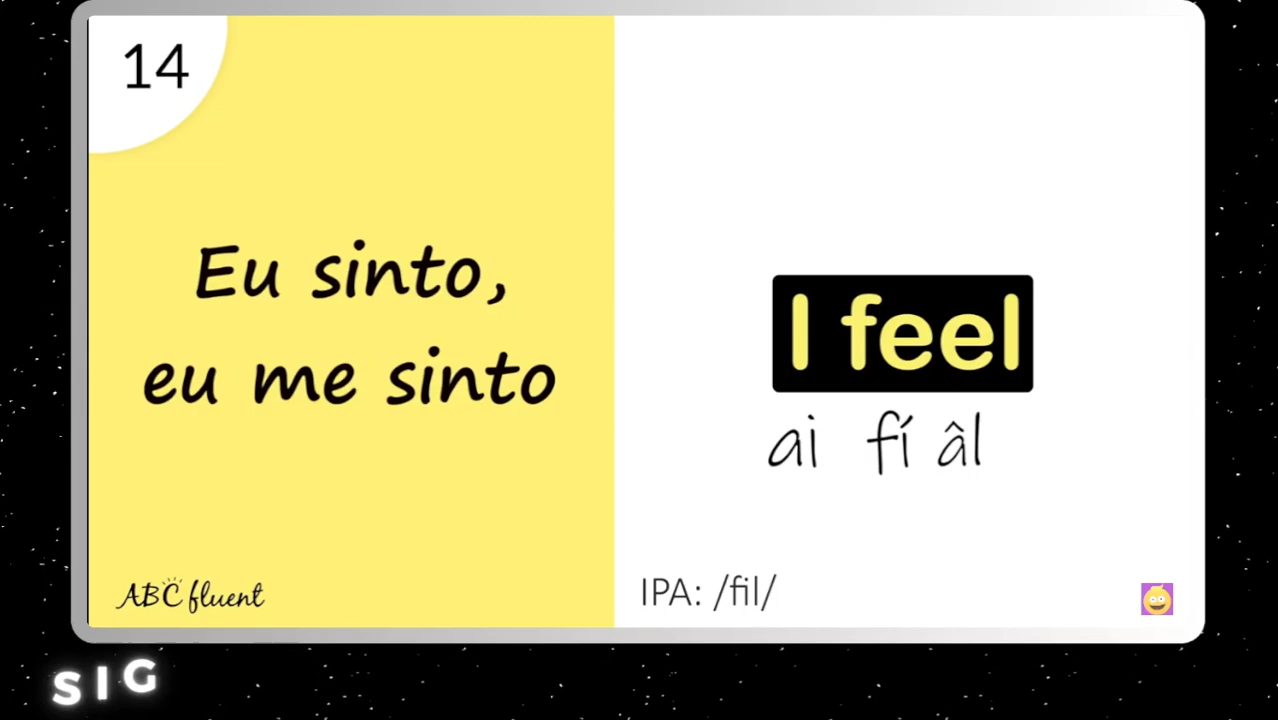 14
Eu sinto,
eu me sinto
I feel
ai fí âl
ABC fluent
IPA: /fil/
SIG